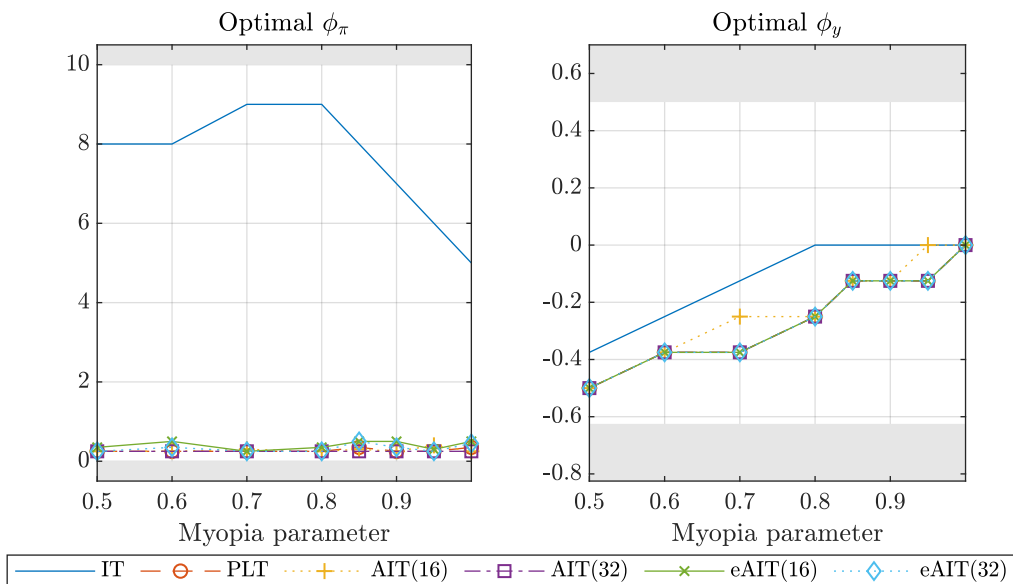 Optimal ϕπ
10
8
6
4
2
0
0.5 0.6 0.7 0.8 0.9
Myopia parameter
Optimal ϕy
0.6
0.4
0.2
0
-0.2
-0.4
-0.6
-0.8
0.5 0.6 0.7 0.8 0.9
Myopia parameter
IT PLT AIT(16) AIT(32) eAIT(16) eAIT(32)